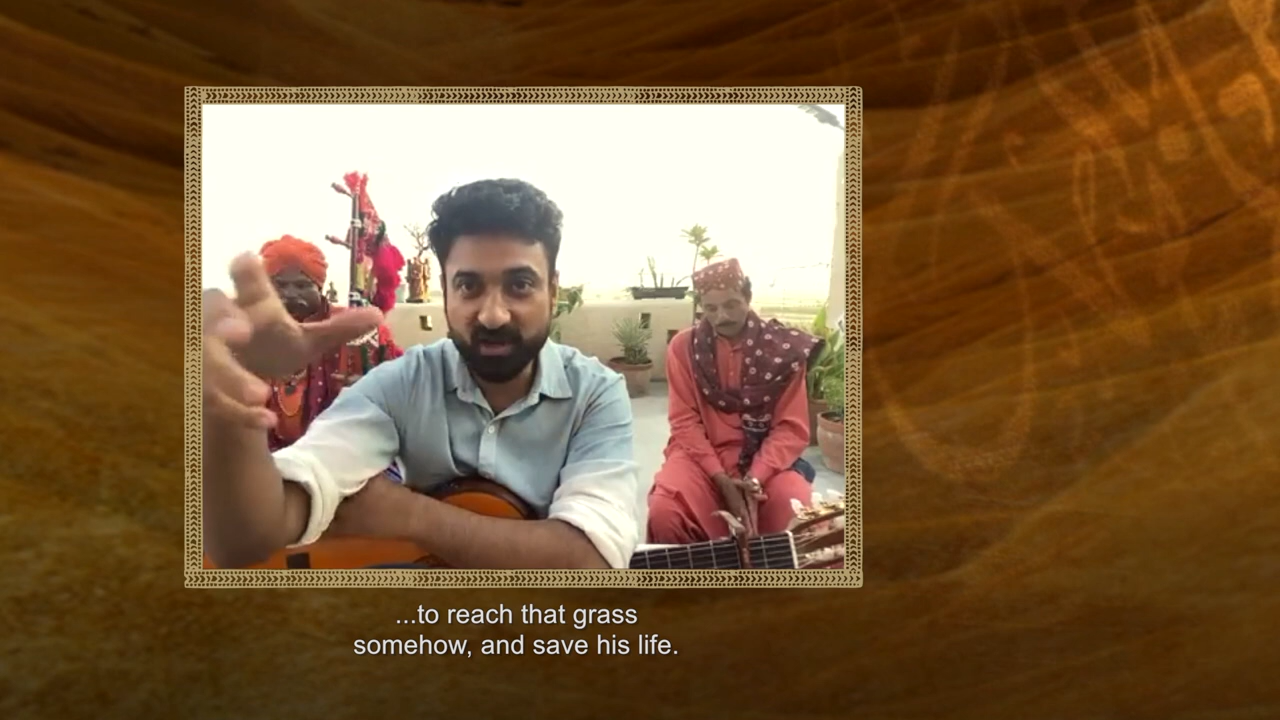 ...to reach that grass
somehow, and save his life.